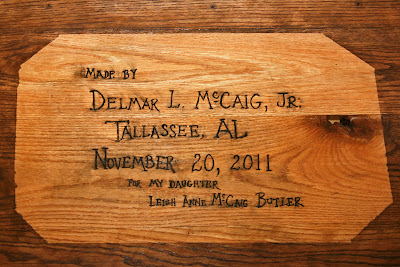 MADE BY
DELMAR L. McCAIG, JR.
TALLASSEE, AL
NOVEMBER 20, 2011
FOR MY DAUGHTER
LEIGH ANNE McCAIG BUTLER